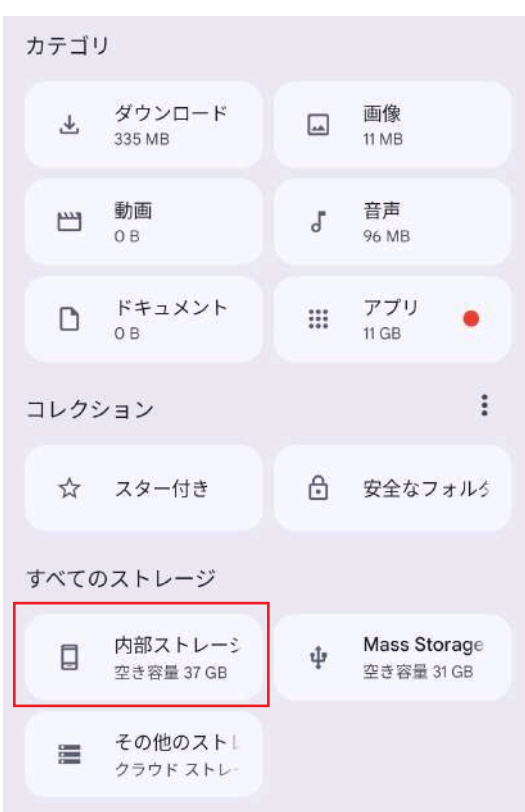 カテゴリ
ダウンロード
335 MB
画像
11 MB
動画
0 B
音声
96 MB
ドキュメント
0 B
アプリ
11 GB
コレクション
スター付き
安全なフォル
すべてのストレージ
内部ストレージ
空き容量 37 GB
Mass Storage
空き容量 31 GB
その他のスト
クラウド ストレ